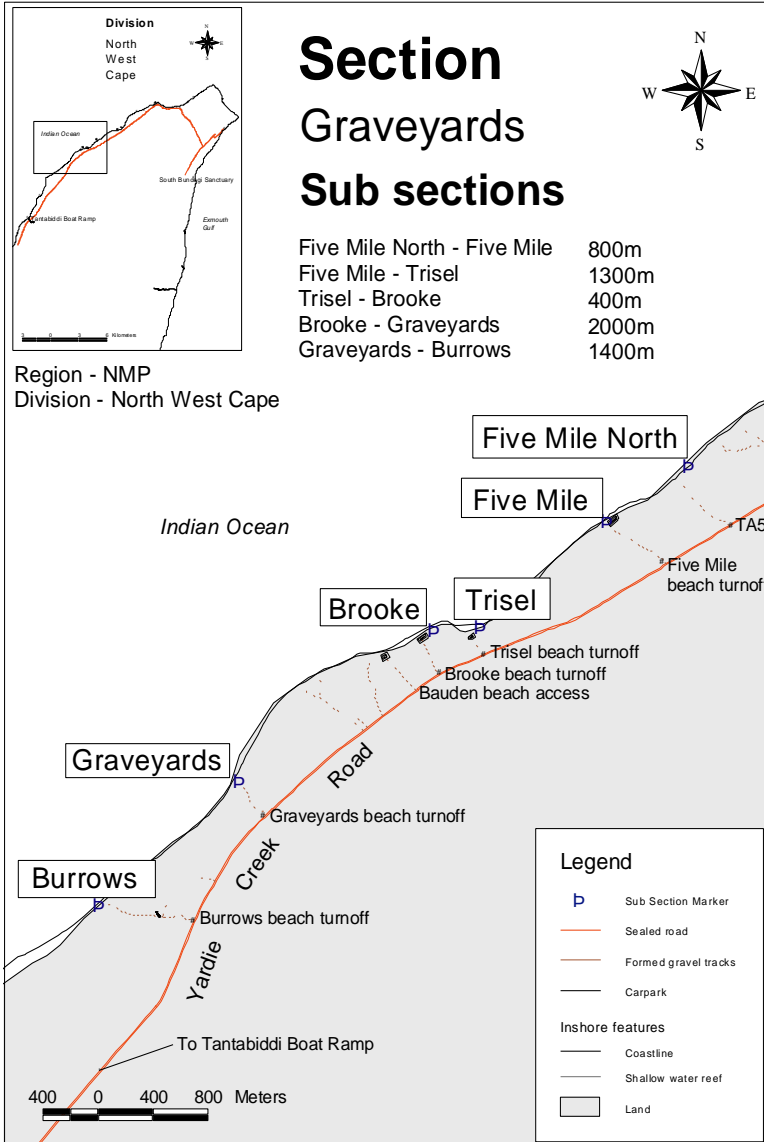 Division
North
West
Cape
N
W
E
S
Indian Ocean
South Bundegi Sanctuary
Tantabiddi Boat Ramp
Exmouth
Gulf
3 0 3 6 Kilometers
Section
Graveyards
Sub sections
N
W
E
S
Five Mile North - Five Mile 800m
Five Mile - Trisel 1300m
Trisel - Brooke 400m
Brooke - Graveyards 2000m
Graveyards - Burrows 1400m
Region - NMP
Division - North West Cape
Five Mile North
Five Mile
Indian Ocean
TA5
Five Mile
beach turnoff
Brooke
Trisel
Trisel beach turnoff
Brooke beach turnoff
Bauden beach access
Graveyards
Graveyards beach turnoff
Burrows
Burrows beach turnoff
Yardie Creek Road
To Tantabiddi Boat Ramp
400 0 400 800 Meters
Legend
Sub Section Marker
Sealed road
Formed gravel tracks
Carpark
Inshore features
Coastline
Shallow water reef
Land